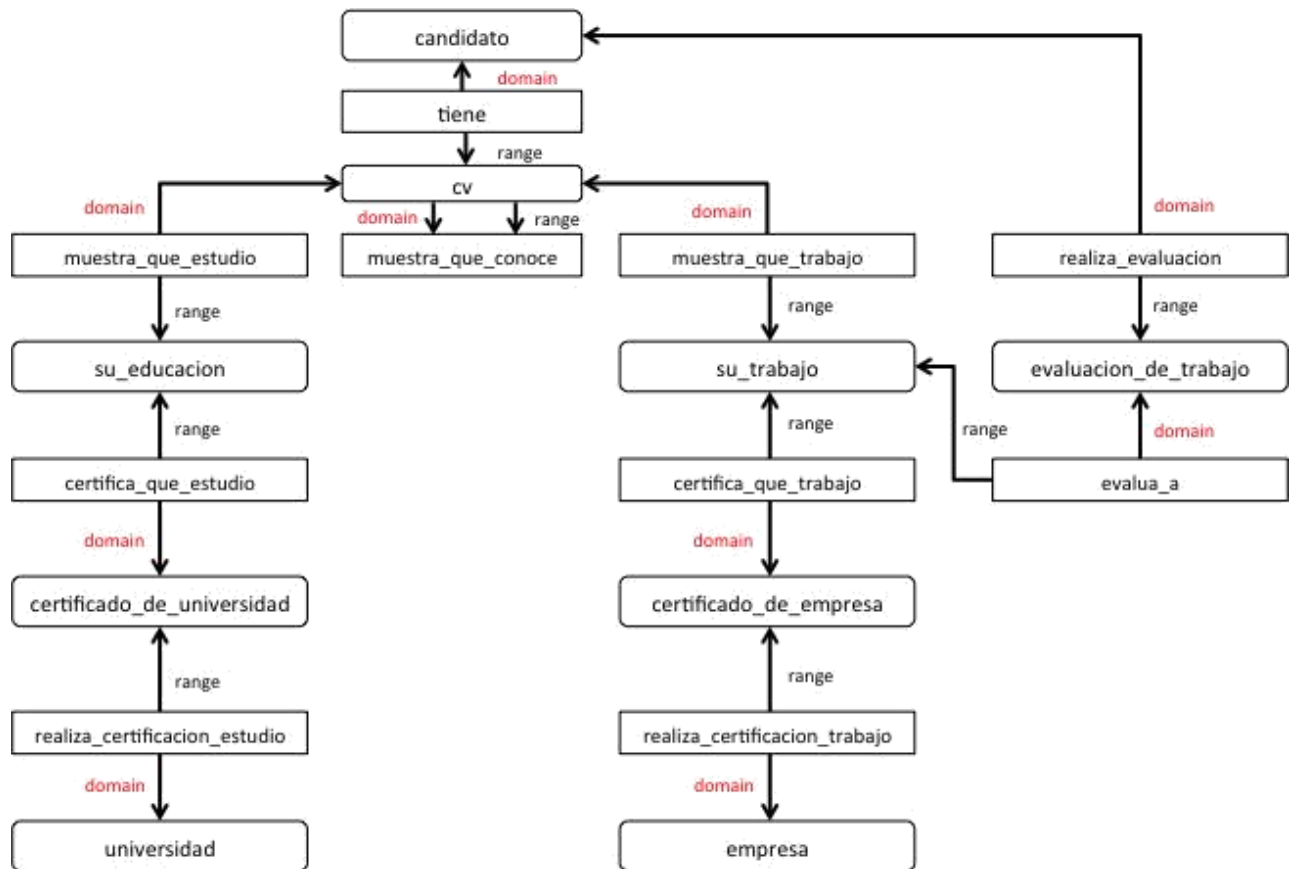 candidato
domain
tiene
range
cv
domain
domain
range
domain
domain
muestra_que_estudio
muestra_que_conoce
muestra_que_trabajo
realiza_evaluacion
range
range
range
su_educacion
su_trabajo
evaluacion_de_trabajo
range
range
range
domain
certifica_que_estudio
certifica_que_trabajo
evalua_a
domain
domain
certificado_de_universidad
certificado_de_empresa
range
range
realiza_certificacion_estudio
realiza_certificacion_trabajo
domain
domain
universidad
empresa